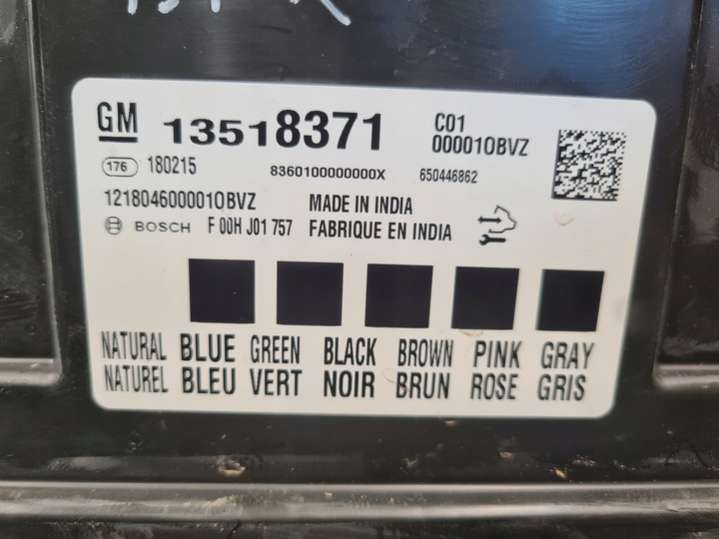 GM 13518371 C01
000010BVZ
176 180215 8360100000000X 650446862
121804600001OBVZ MADE IN INDIA
BOSCH F 00H J01 757 FABRIQUE EN INDIA
NATURAL BLUE GREEN BLACK BROWN PINK GRAY
NATUREL BLEU VERT NOIR BRUN ROSE GRIS